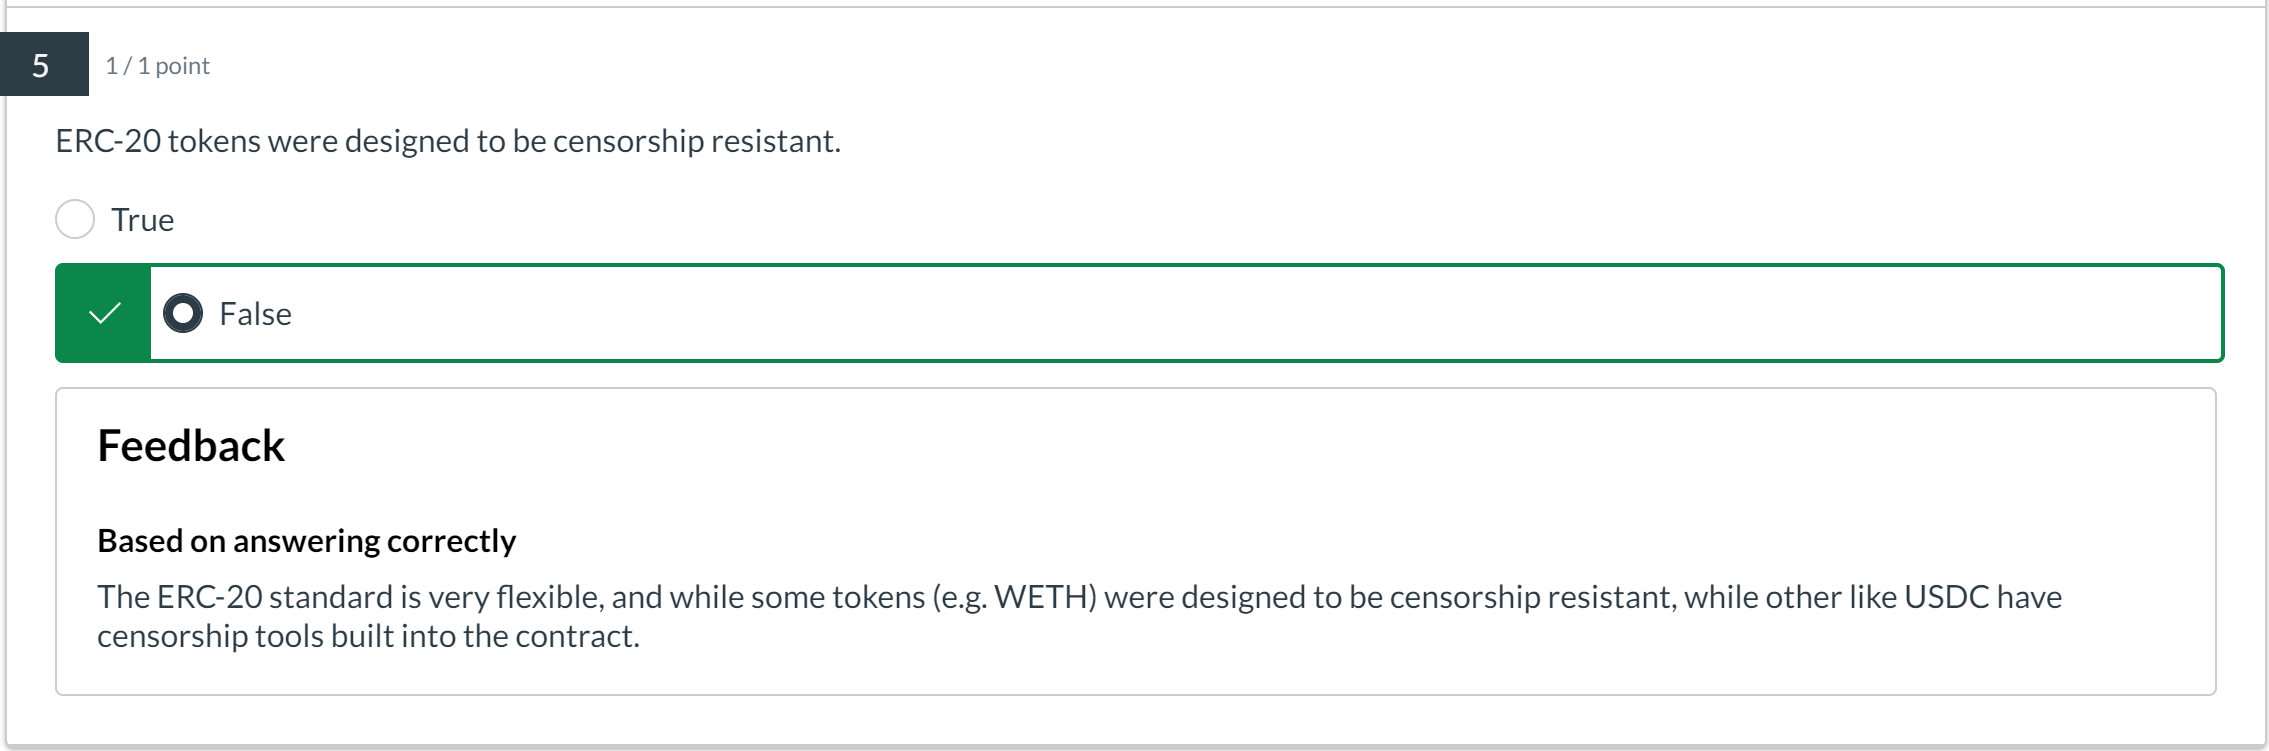 5
1 / 1 point
ERC-20 tokens were designed to be censorship resistant.
True
False
Feedback
Based on answering correctly
The ERC-20 standard is very flexible, and while some tokens (e.g. WETH) were designed to be censorship resistant, while other like USDC have
censorship tools built into the contract.